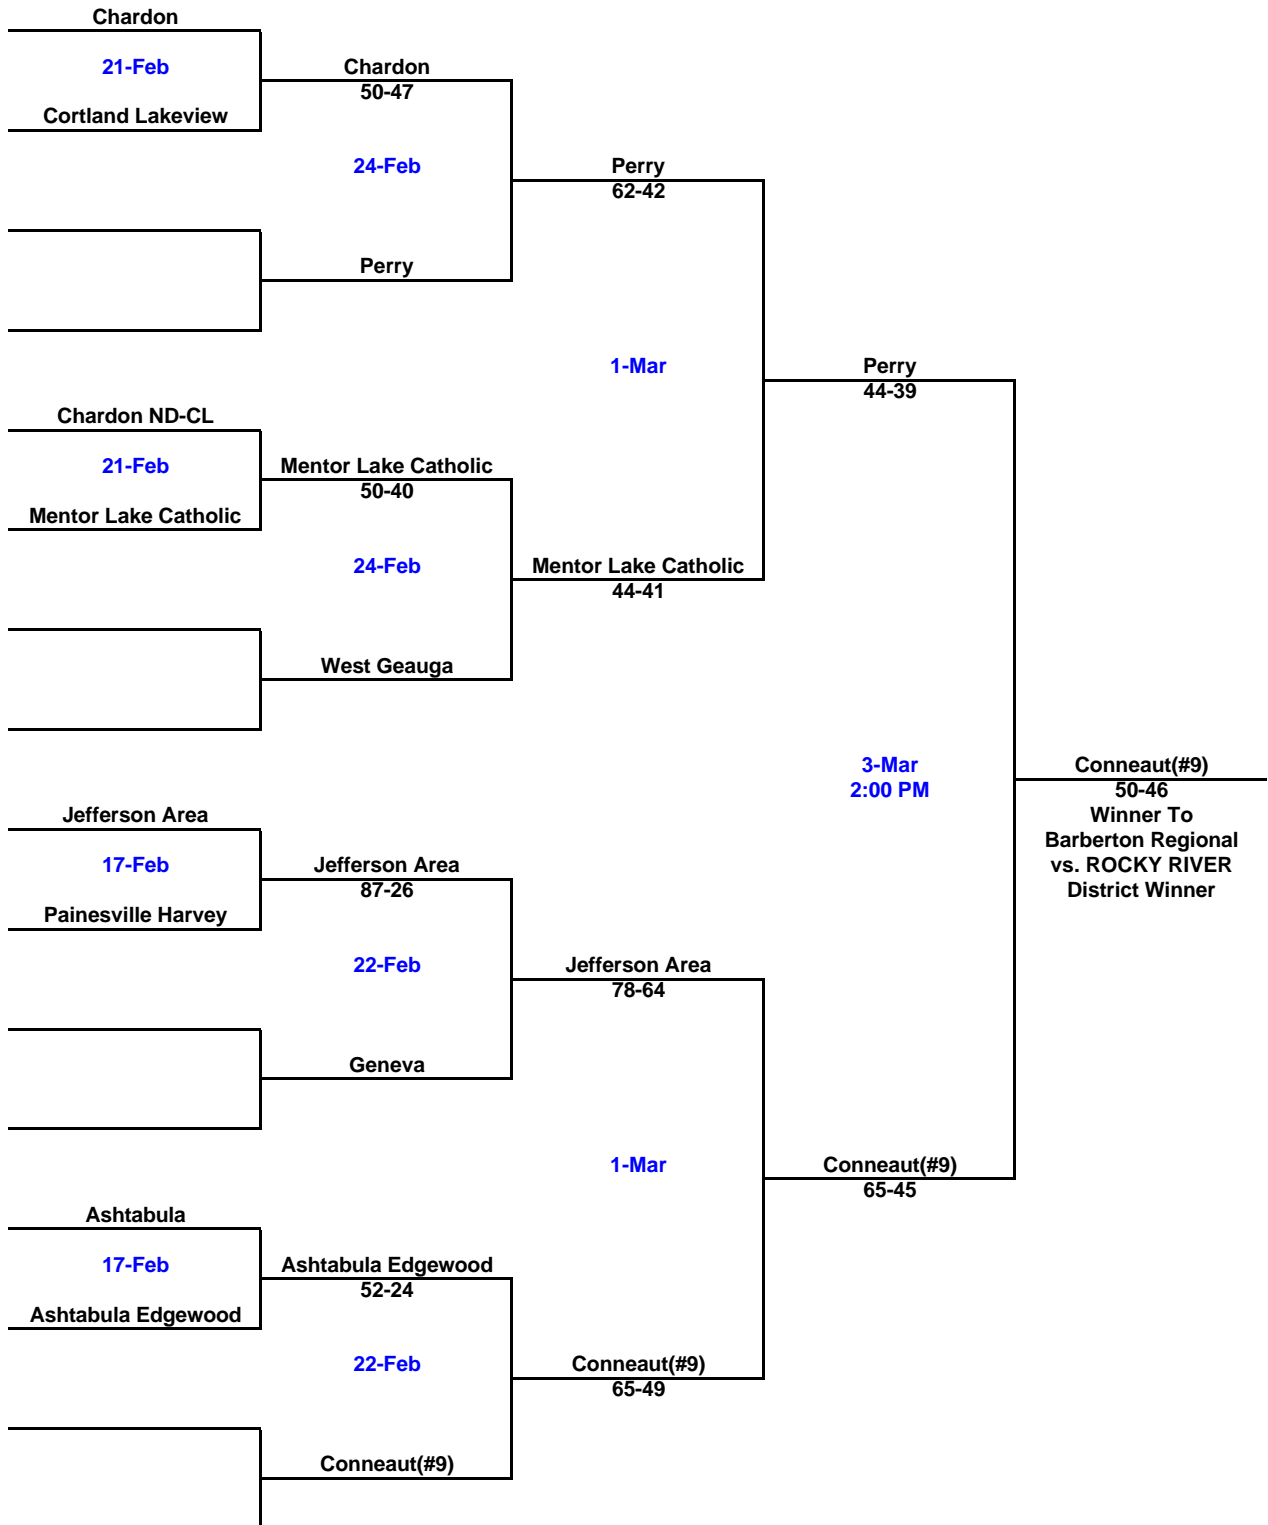 Chardon
21-Feb
Chardon
50-47
Cortland Lakeview
24-Feb
Perry
62-42
Perry
1-Mar
Perry
44-39
Chardon ND-CL
21-Feb
Mentor Lake Catholic
50-40
Mentor Lake Catholic
24-Feb
Mentor Lake Catholic
44-41
West Geauga
3-Mar
2:00 PM
Conneaut(#9)
50-46
Winner To
Barberton Regional
vs. ROCKY RIVER
District Winner
Jefferson Area
17-Feb
Jefferson Area
87-26
Painesville Harvey
22-Feb
Jefferson Area
78-64
Geneva
1-Mar
Conneaut(#9)
65-45
Ashtabula
17-Feb
Ashtabula Edgewood
52-24
Ashtabula Edgewood
22-Feb
Conneaut(#9)
65-49
Conneaut(#9)